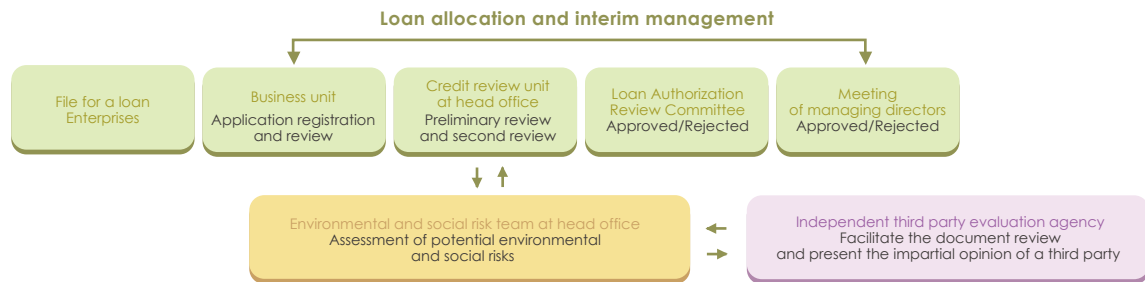 Loan allocation and interim management
File for a loan
Enterprises
Business unit
Application registration
and review
Credit review unit
at head office
Preliminary review
and second review
Loan Authorization
Review Committee
Approved/Rejected
Meeting
of managing directors
Approved/Rejected
Environmental and social risk team at head office
Assessment of potential environmental
and social risks
Independent third party evaluation agency
Facilitate the document review
and present the impartial opinion of a third party